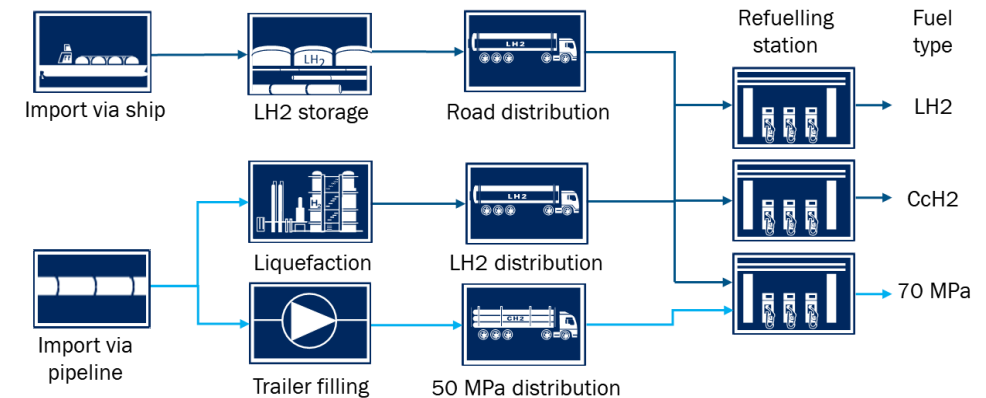 Refuelling
station
Fuel
type
LH2
LH2
Import via ship
LH2 storage
Road distribution
LH2
H2
LH2
CcH2
Liquefaction
LH2 distribution
CH2
70 MPa
Import via
pipeline
Trailer filling
50 MPa distribution